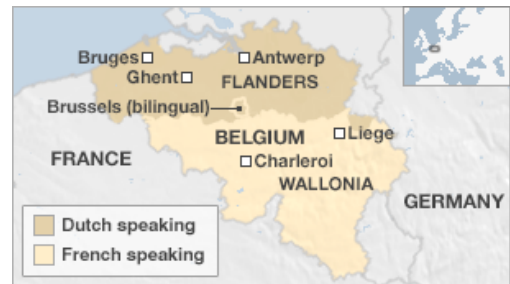 Bruges
Antwerp
Ghent
FLANDERS
Brussels (bilingual)
BELGIUM
Liege
FRANCE
Charleroi
WALLONIA
GERMANY
Dutch speaking
French speaking